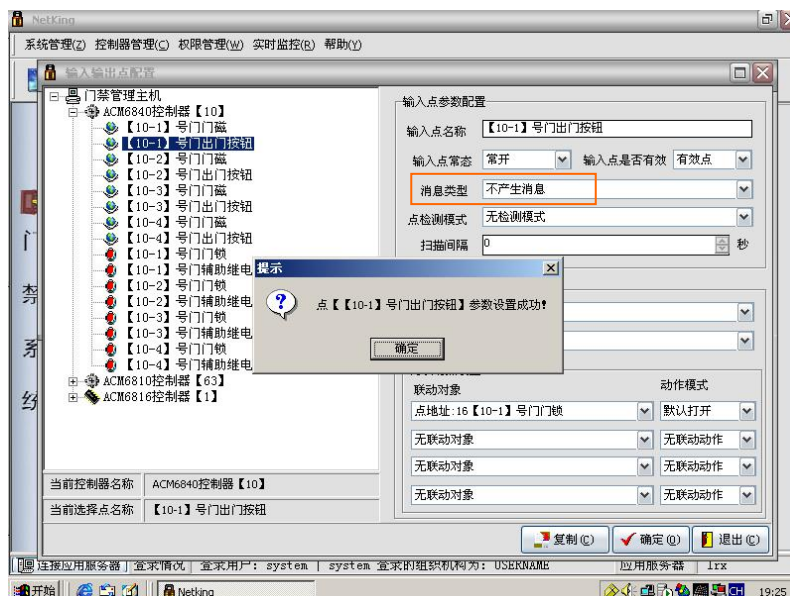 NetKing
系统管理(Z) 控制器管理(C) 权限管理(W) 实时监控(R) 帮助(Y)
输入输出点配置
门禁管理主机
ACM6840控制器【10】
【10-1】号门门磁
【10-1】号门出门按钮
【10-2】号门门磁
【10-2】号门出门按钮
【10-3】号门门磁
【10-3】号门出门按钮
【10-4】号门门磁
【10-4】号门出门按钮
【10-1】号门门锁
【10-1】号门辅助继电
【10-2】号门门锁
【10-2】号门辅助继电
【10-3】号门门锁
【10-3】号门辅助继电
【10-4】号门门锁
【10-4】号门辅助继电
ACM6810控制器【63】
ACM6816控制器【1】
当前控制器名称 ACM6840控制器【10】
当前选择点名称 【10-1】号门出门按钮
输入点参数配置
输入点名称 【10-1】号门出门按钮
输入点常态 常开 输入点是否有效 有效点
消息类型 不产生消息
点检测模式 无检测模式
扫描间隔 0 秒
提示
点【【10-1】号门出门按钮】参数设置成功!
确定
联动对象 动作模式
点地址:16【10-1】号门门锁 默认打开
无联动对象 无联动动作
无联动对象 无联动动作
无联动对象 无联动动作
复制(C) 确定(O) 退出(C)
门
禁
系
统
连接应用服务器 登录情况 登录用户: system system 登录的组织机构为: USERNAME 应用服务器 lrx
开始 Netking CH 19:25